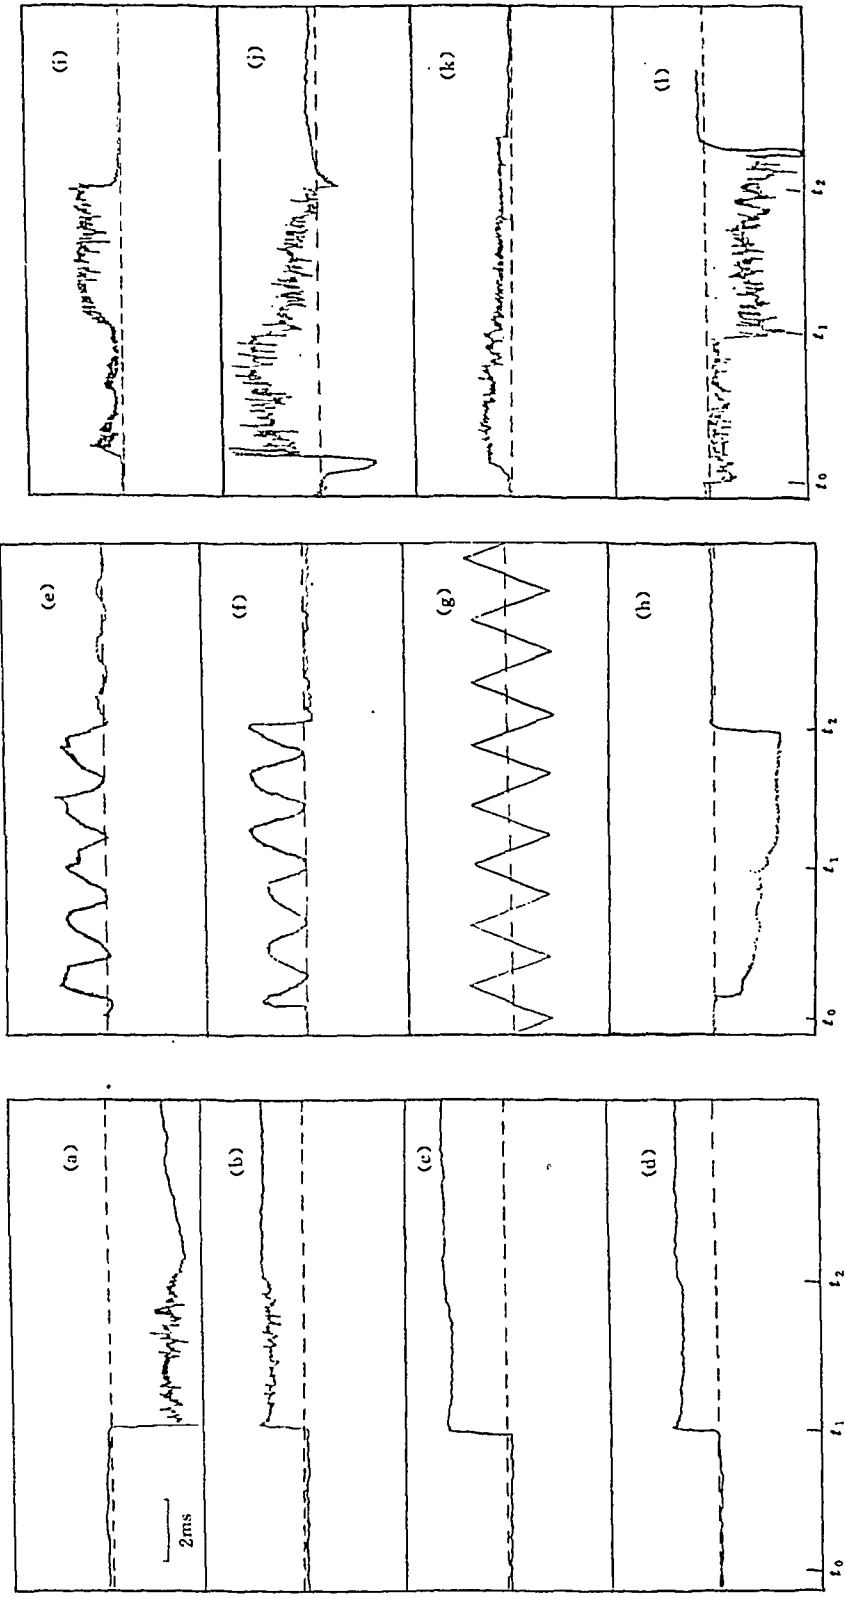 (a)
2ms
(b)
(c)
(d)
t₀ t₁ t₂
(e)
(f)
(g)
(h)
t₀ t₁ t₂
(i)
(j)
(k)
(l)
t₀ t₁ t₂